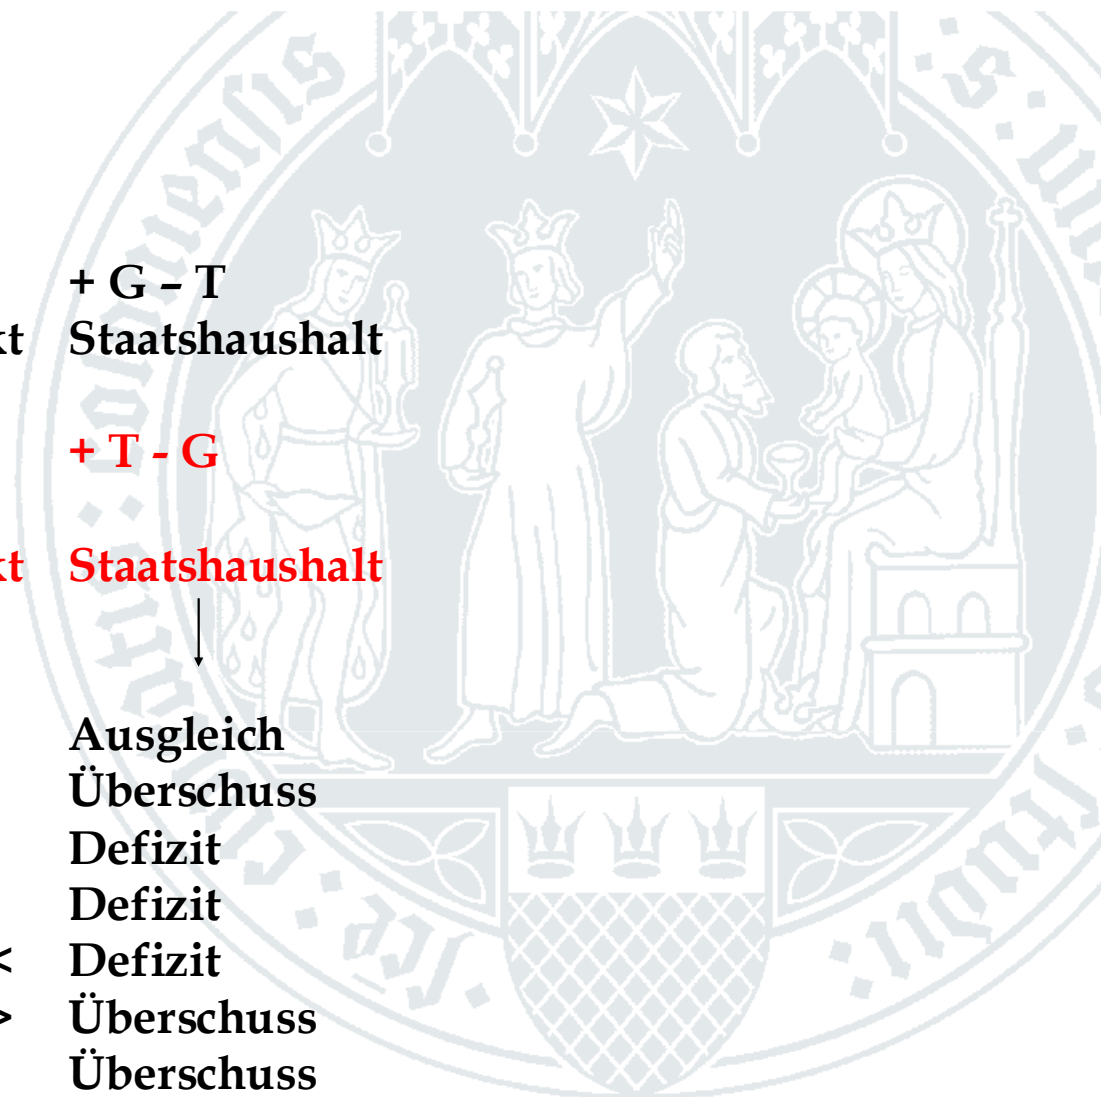 + G – T
kt Staatshaushalt
+ T - G
kt Staatshaushalt
Ausgleich
Überschuss
Defizit
Defizit
< Defizit
> Überschuss
Überschuss